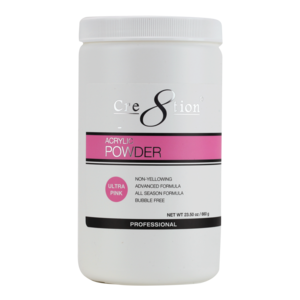 Cre8tion
ACRYLIC
POWDER
ULTRA
PINK
NON-YELLOWING
ADVANCED FORMULA
ALL SEASON FORMULA
BUBBLE FREE
PROFESSIONAL